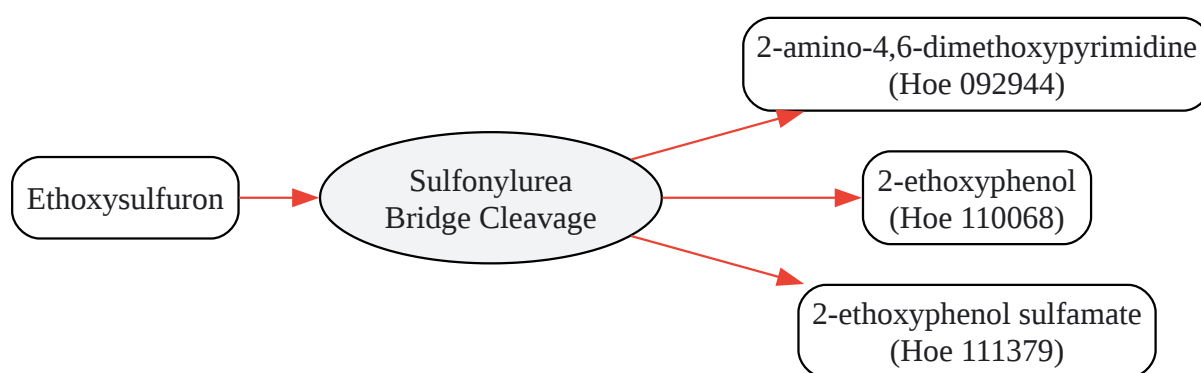 2-amino-4,6-dimethoxypyrimidine
(Hoe 092944)
Ethoxysulfuron
Sulfonylurea
Bridge Cleavage
2-ethoxyphenol
(Hoe 110068)
2-ethoxyphenol sulfamate
(Hoe 111379)